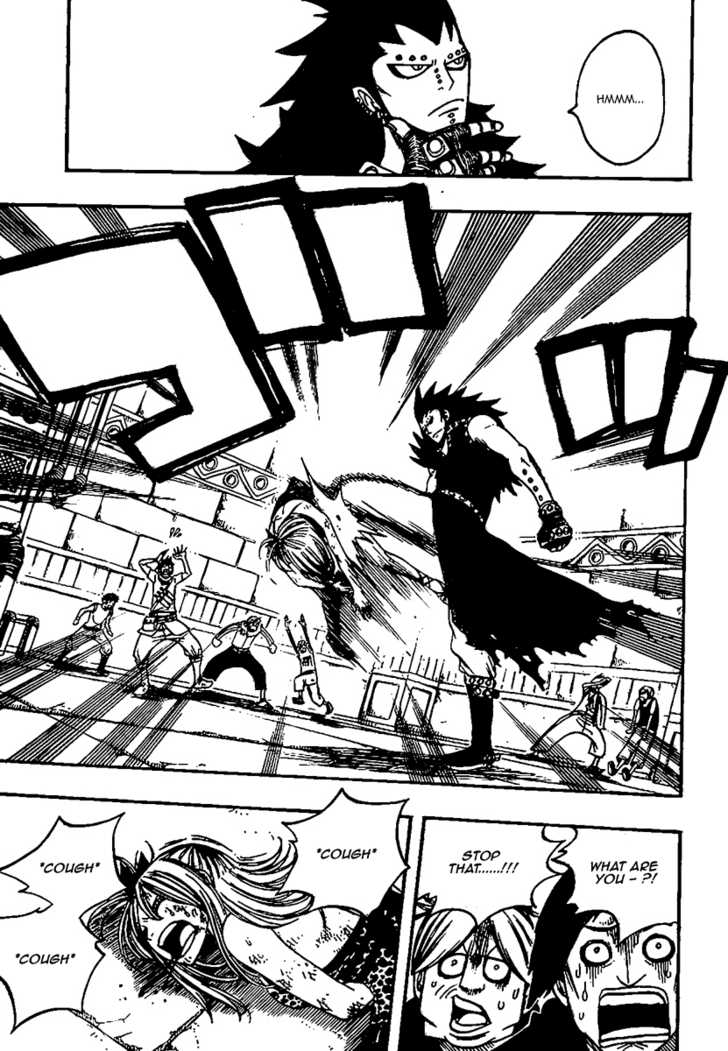 HMMM...
*COUGH*
*COUGH*
*COUGH*
STOP
THAT......!!!
WHAT ARE
YOU – ?!